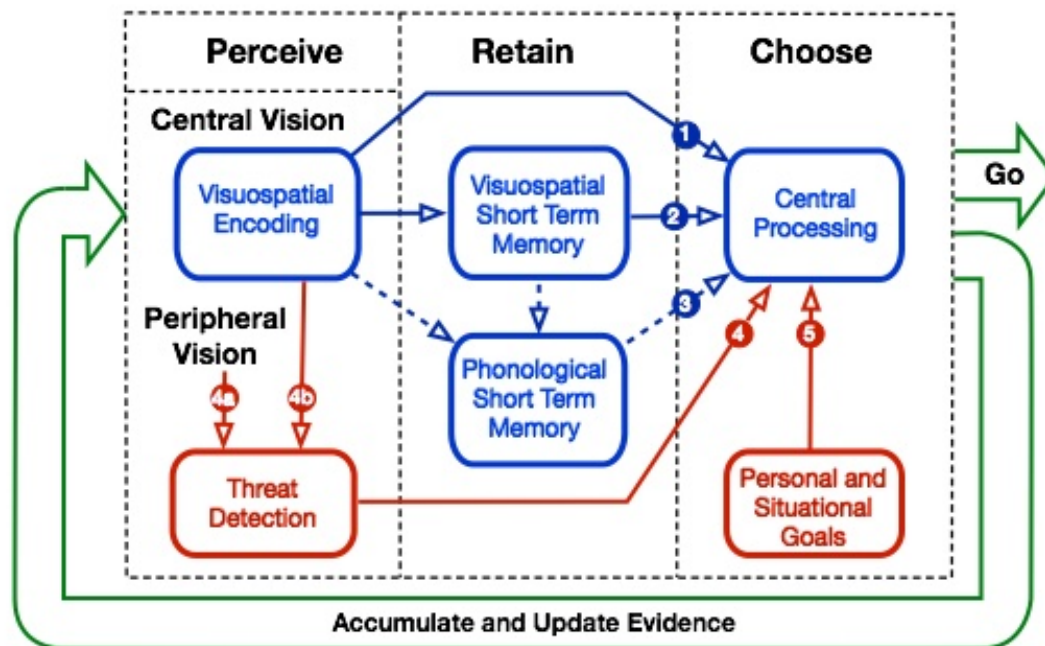 Perceive
Retain
Choose
Central Vision
Visuospatial
Encoding
Visuospatial
Short Term
Memory
Central
Processing
Go
1
2
3
Peripheral
Vision
Phonological
Short Term
Memory
4
5
4a
4b
Threat
Detection
Personal and
Situational
Goals
Accumulate and Update Evidence